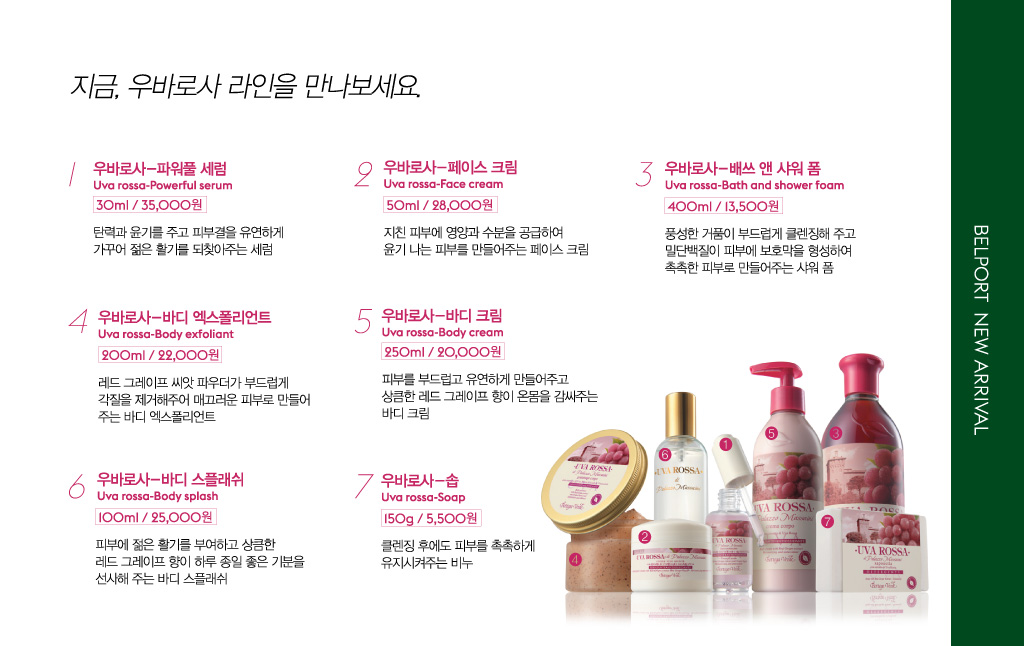 지금, 우바로사 라인을 만나보세요.
1
우바로사-파워풀 세럼
Uva rossa-Powerful serum
30ml / 35,000원
탄력과 윤기를 주고 피부결을 유연하게
가꾸어 젊은 활기를 되찾아주는 세럼
2
우바로사-페이스 크림
Uva rossa-Face cream
50ml / 28,000원
지친 피부에 영양과 수분을 공급하여
윤기 나는 피부를 만들어주는 페이스 크림
3
우바로사-배쓰 앤 샤워 폼
Uva rossa-Bath and shower foam
400ml / 13,500원
풍성한 거품이 부드럽게 클렌징해 주고
밀단백질이 피부에 보호막을 형성하여
촉촉한 피부로 만들어주는 샤워 폼
4
우바로사-바디 엑스폴리언트
Uva rossa-Body exfoliant
200ml / 22,000원
레드 그레이프 씨앗 파우더가 부드럽게
각질을 제거해주어 매끄러운 피부로 만들어
주는 바디 엑스폴리언트
5
우바로사-바디 크림
Uva rossa-Body cream
250ml / 20,000원
피부를 부드럽고 유연하게 만들어주고
상큼한 레드 그레이프 향이 온몸을 감싸주는
바디 크림
6
우바로사-바디 스플래쉬
Uva rossa-Body splash
100ml / 25,000원
피부에 젊은 활기를 부여하고 상큼한
레드 그레이프 향이 하루 종일 좋은 기분을
선사해 주는 바디 스플래쉬
7
우바로사-솝
Uva rossa-Soap
150g / 5,500원
클렌징 후에도 피부를 촉촉하게
유지시켜주는 비누
BELPORT NEW ARRIVAL
1
5
3
6
2
4
7
·UVA ROSSA·
UVA ROSSA
UVA ROSSA
UVA ROSSA
UVA ROSSA
·UVA ROSSA·